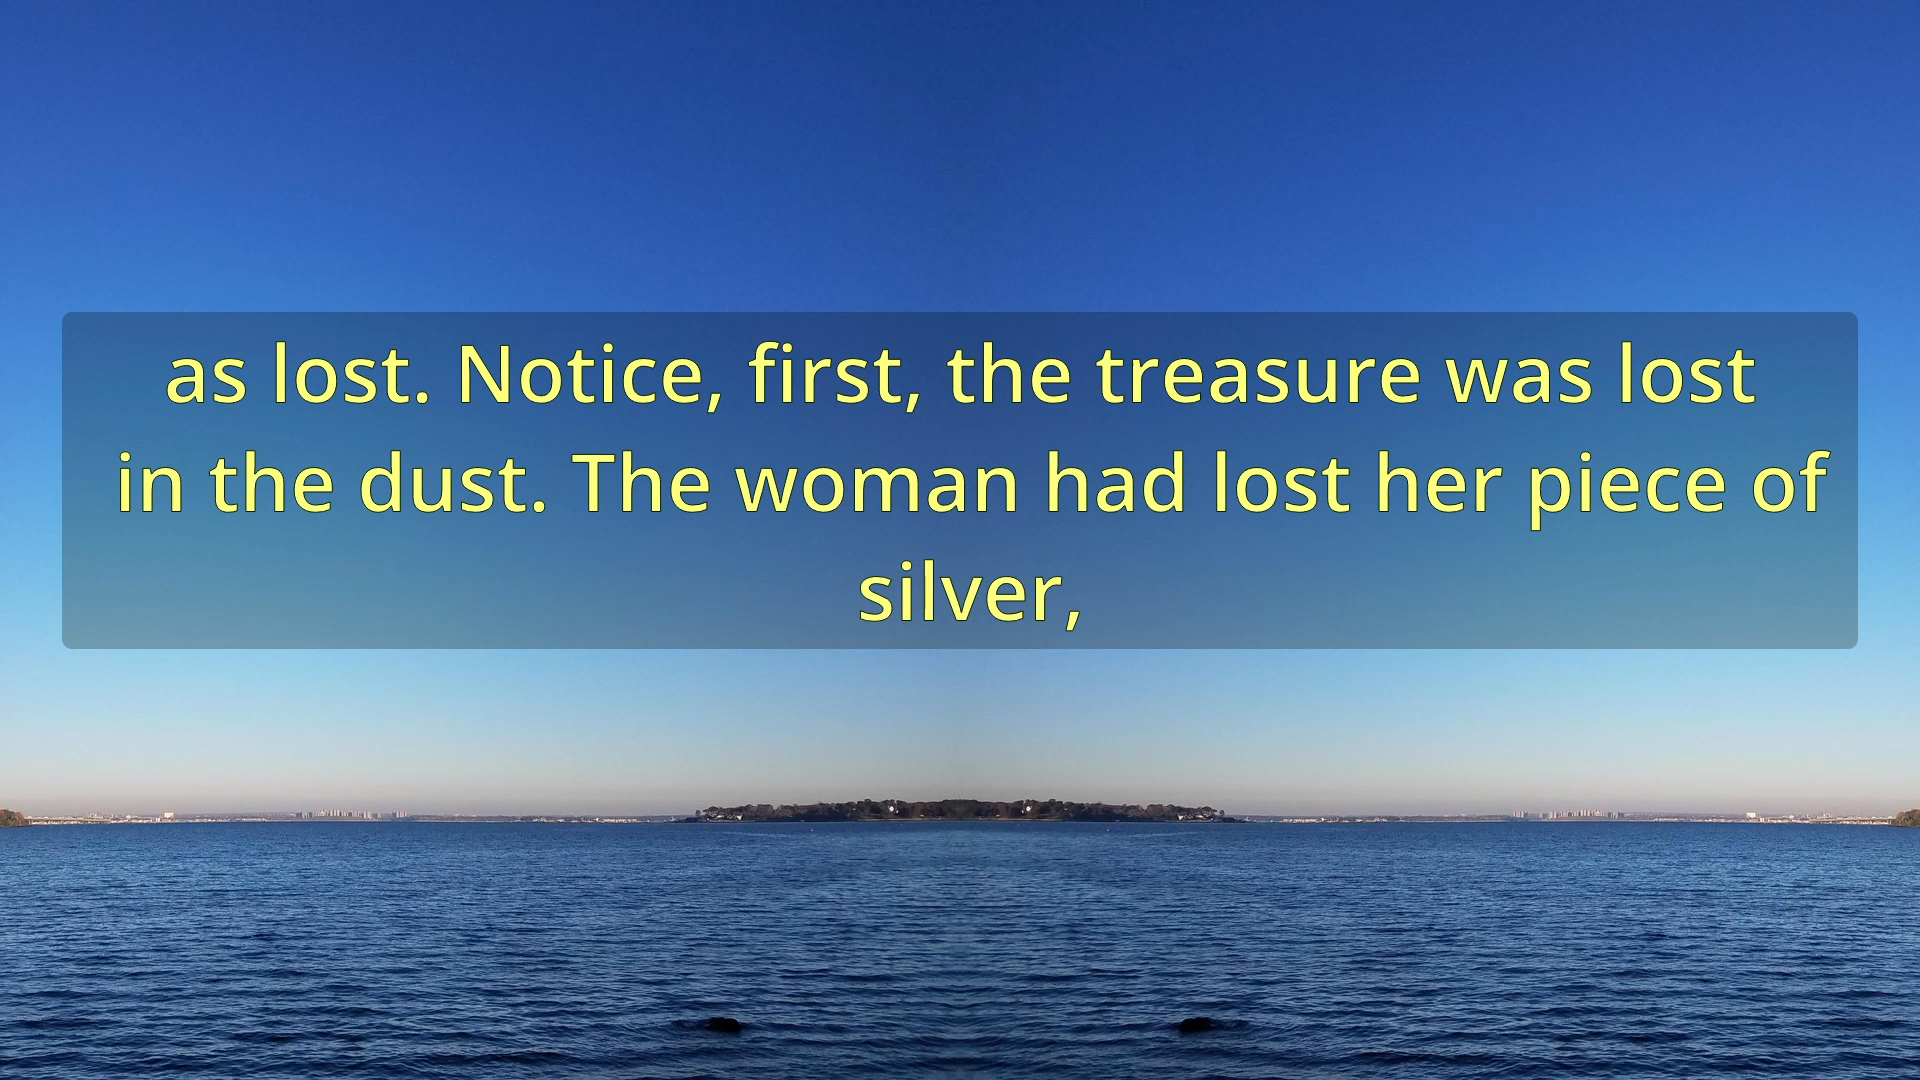 as lost. Notice, first, the treasure was lost
in the dust. The woman had lost her piece of
silver,